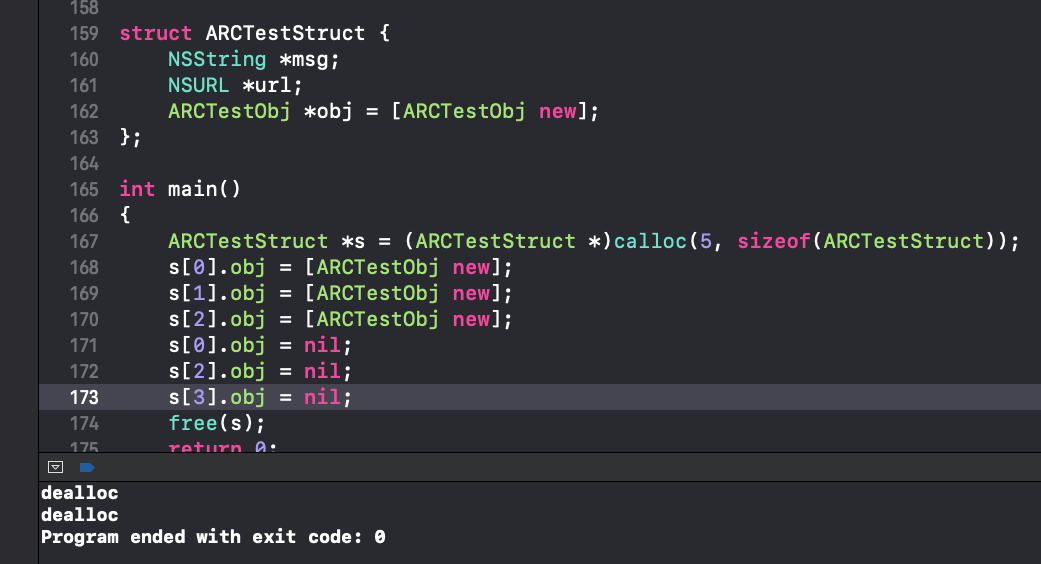 158
159 struct ARCTestStruct {
160     NSString *msg;
161     NSURL *url;
162     ARCTestObj *obj = [ARCTestObj new];
163 };
164
165 int main()
166 {
167     ARCTestStruct *s = (ARCTestStruct *)calloc(5, sizeof(ARCTestStruct));
168     s[0].obj = [ARCTestObj new];
169     s[1].obj = [ARCTestObj new];
170     s[2].obj = [ARCTestObj new];
171     s[0].obj = nil;
172     s[2].obj = nil;
173     s[3].obj = nil;
174     free(s);
175     return 0;
dealloc
dealloc
Program ended with exit code: 0